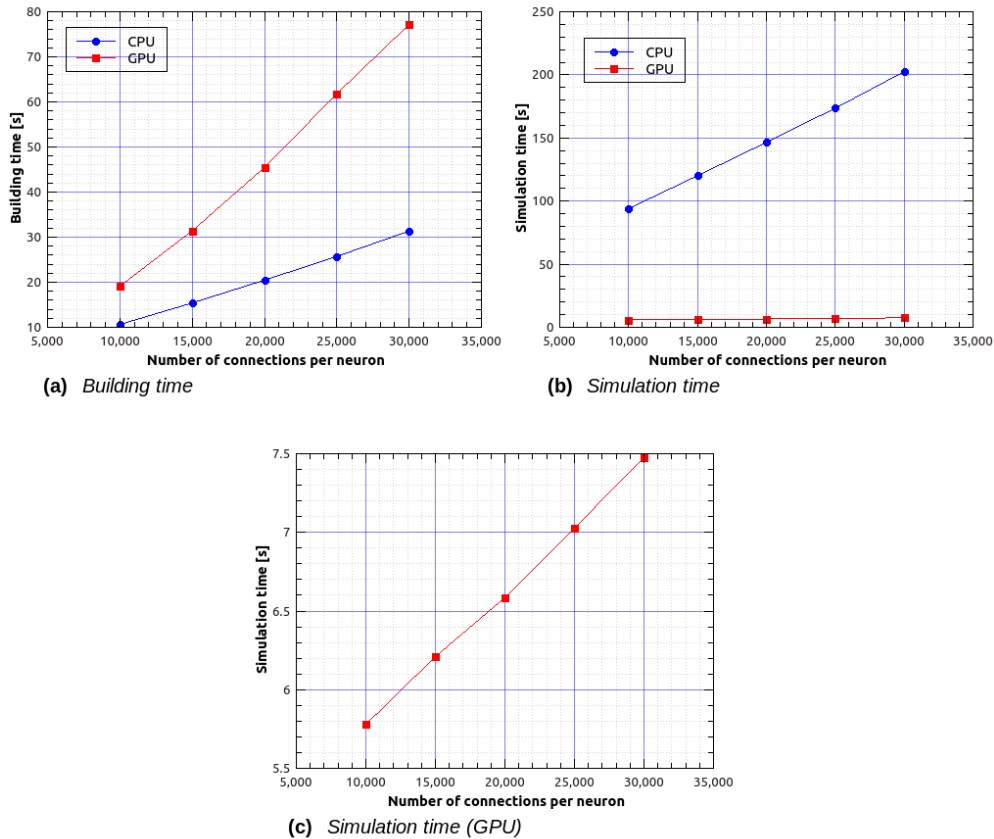 80
70
60
50
40
30
20
10
Building time [s]
CPU
GPU
5,000 10,000 15,000 20,000 25,000 30,000 35,000
Number of connections per neuron
(a) Building time
250
200
150
100
50
0
Simulation time [s]
CPU
GPU
5,000 10,000 15,000 20,000 25,000 30,000 35,000
Number of connections per neuron
(b) Simulation time
7.5
7
6.5
6
5.5
Simulation time [s]
5,000 10,000 15,000 20,000 25,000 30,000 35,000
Number of connections per neuron
(c) Simulation time (GPU)